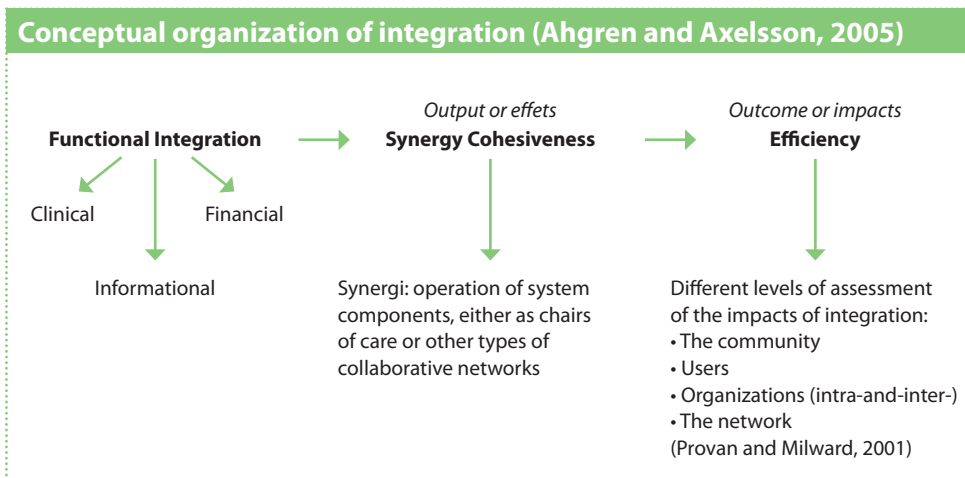 Conceptual organization of integration (Ahgren and Axelsson, 2005)
Functional Integration
Clinical
Financial
Informational
Output or effets
Synergy Cohesiveness
Synergi: operation of system
components, either as chairs
of care or other types of
collaborative networks
Outcome or impacts
Efficiency
Different levels of assessment
of the impacts of integration:
• The community
• Users
• Organizations (intra-and-inter-)
• The network
(Provan and Milward, 2001)